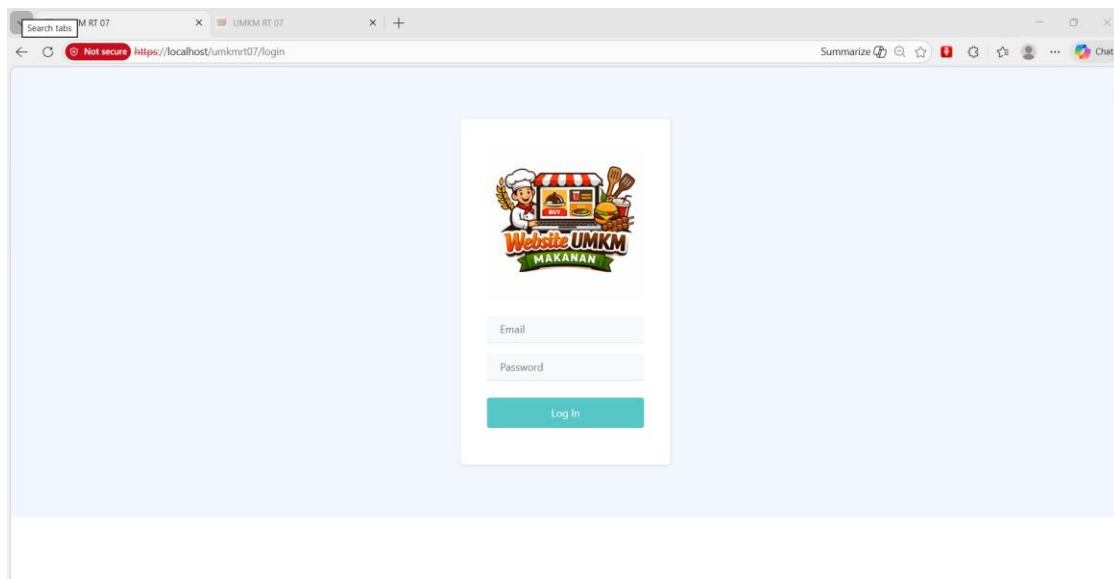 Search tabs
M RT 07
UMKM RT 07
Not secure
https://localhost/umkmrt07/login
Summarize
Chat
BUY
Website UMKM
MAKANAN
Email
Password
Log In